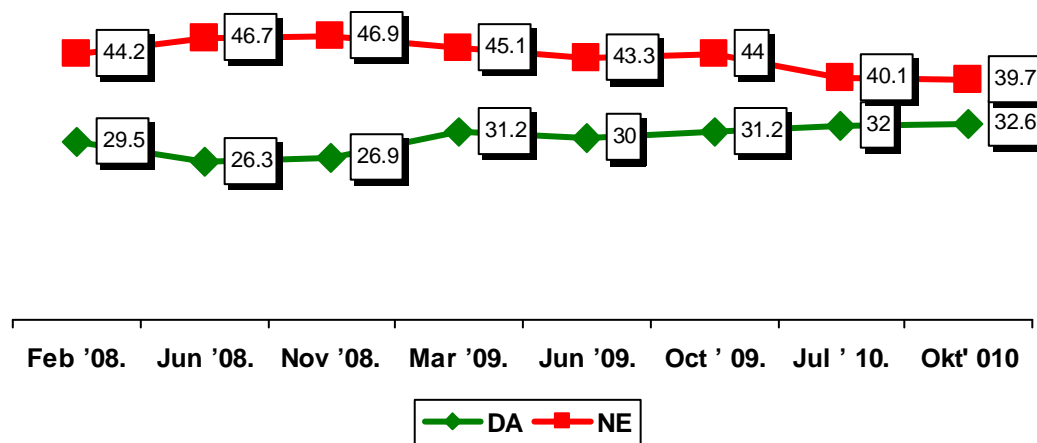 44.2 46.7 46.9 45.1 43.3 44 40.1 39.7
29.5 26.3 26.9 31.2 30 31.2 32 32.6
Feb '08. Jun ’08. Nov ’08. Mar ’09. Jun ’09. Oct ’ 09. Jul ’ 10. Okt' 010
DA NE